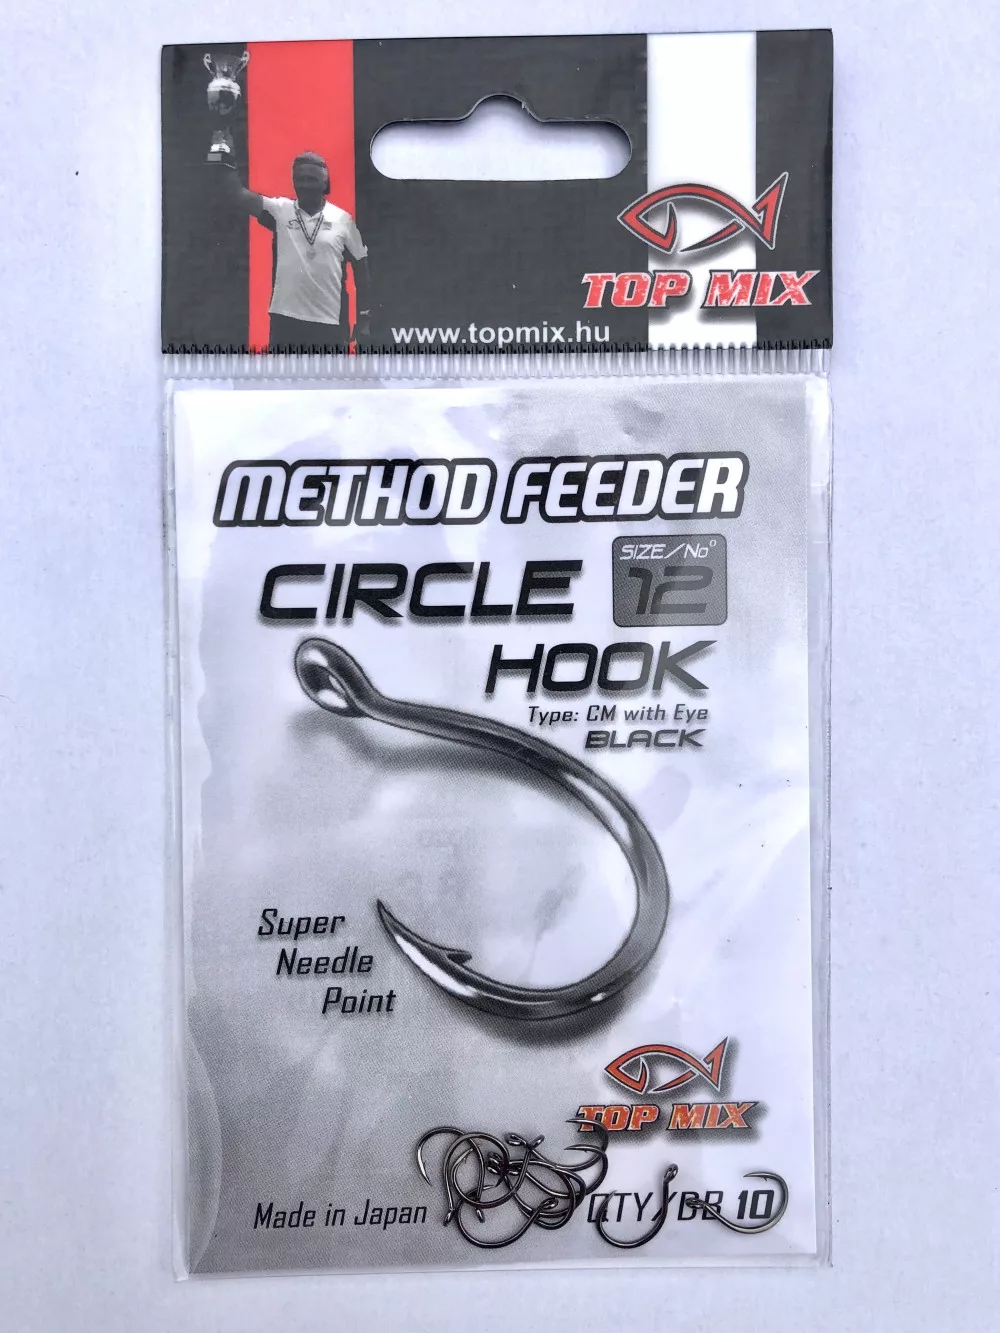 TOP MIX
www.topmix.hu
METHOD FEEDER
CIRCLE
SIZE/No°
12
HOOK
Type: CM with Eye
BLACK
Super
Needle
Point
TOP MIX
Made in Japan
QTY/DB 10